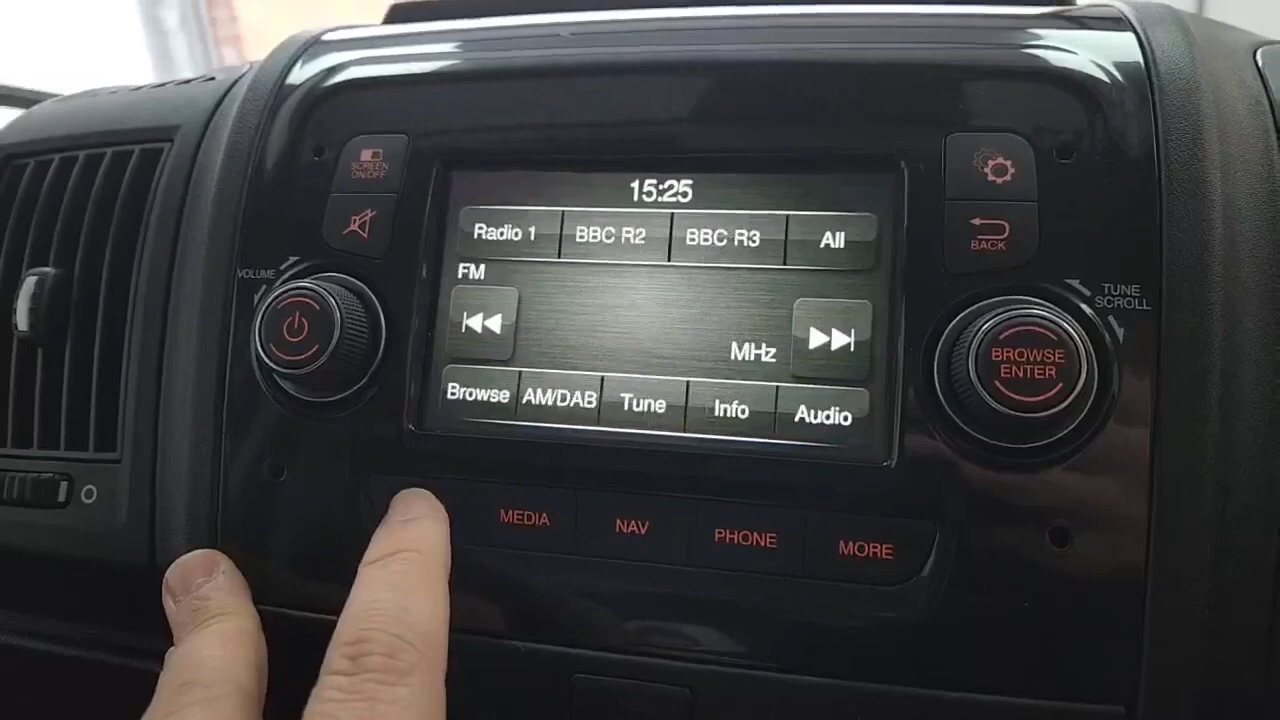 15:25
SCREEN
ON/OFF
Radio 1
BBC R2
BBC R3
All
BACK
FM
VOLUME
TUNE
SCROLL
MHz
BROWSE
ENTER
Browse
AM/DAB
Tune
Info
Audio
MEDIA
NAV
PHONE
MORE